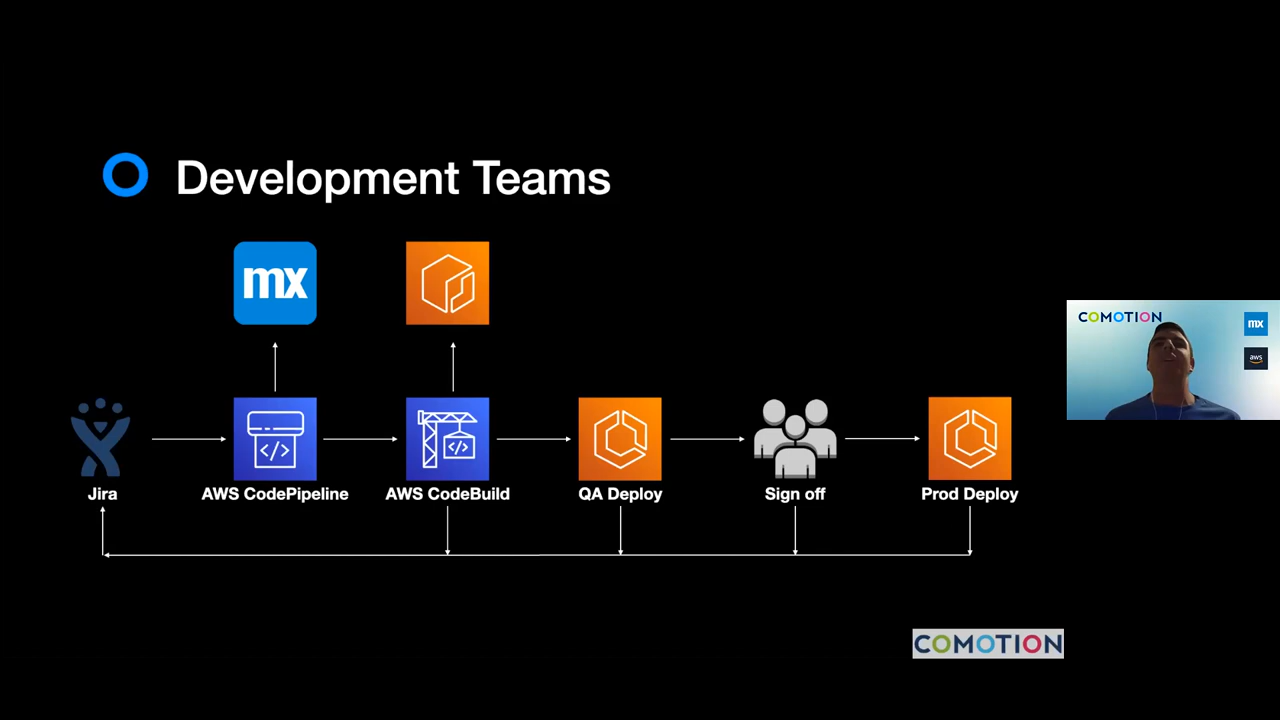 Development Teams
mx
COMOTION
mx
aws
Jira
AWS CodePipeline
AWS CodeBuild
QA Deploy
Sign off
Prod Deploy
COMOTION